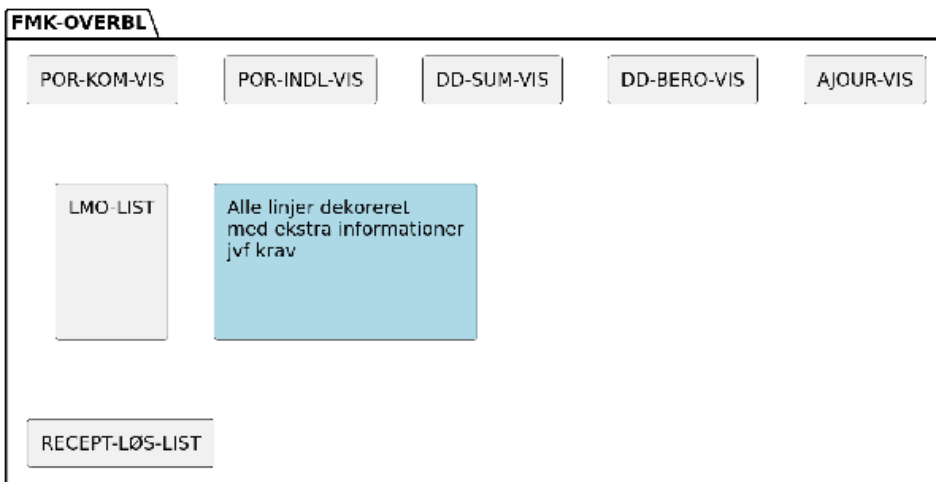 FMK-OVERBL
POR-KOM-VIS
POR-INDL-VIS
DD-SUM-VIS
DD-BERO-VIS
AJOUR-VIS
LMO-LIST
Alle linjer dekoreret
med ekstra informationer
jvf krav
RECEPT-LØS-LIST